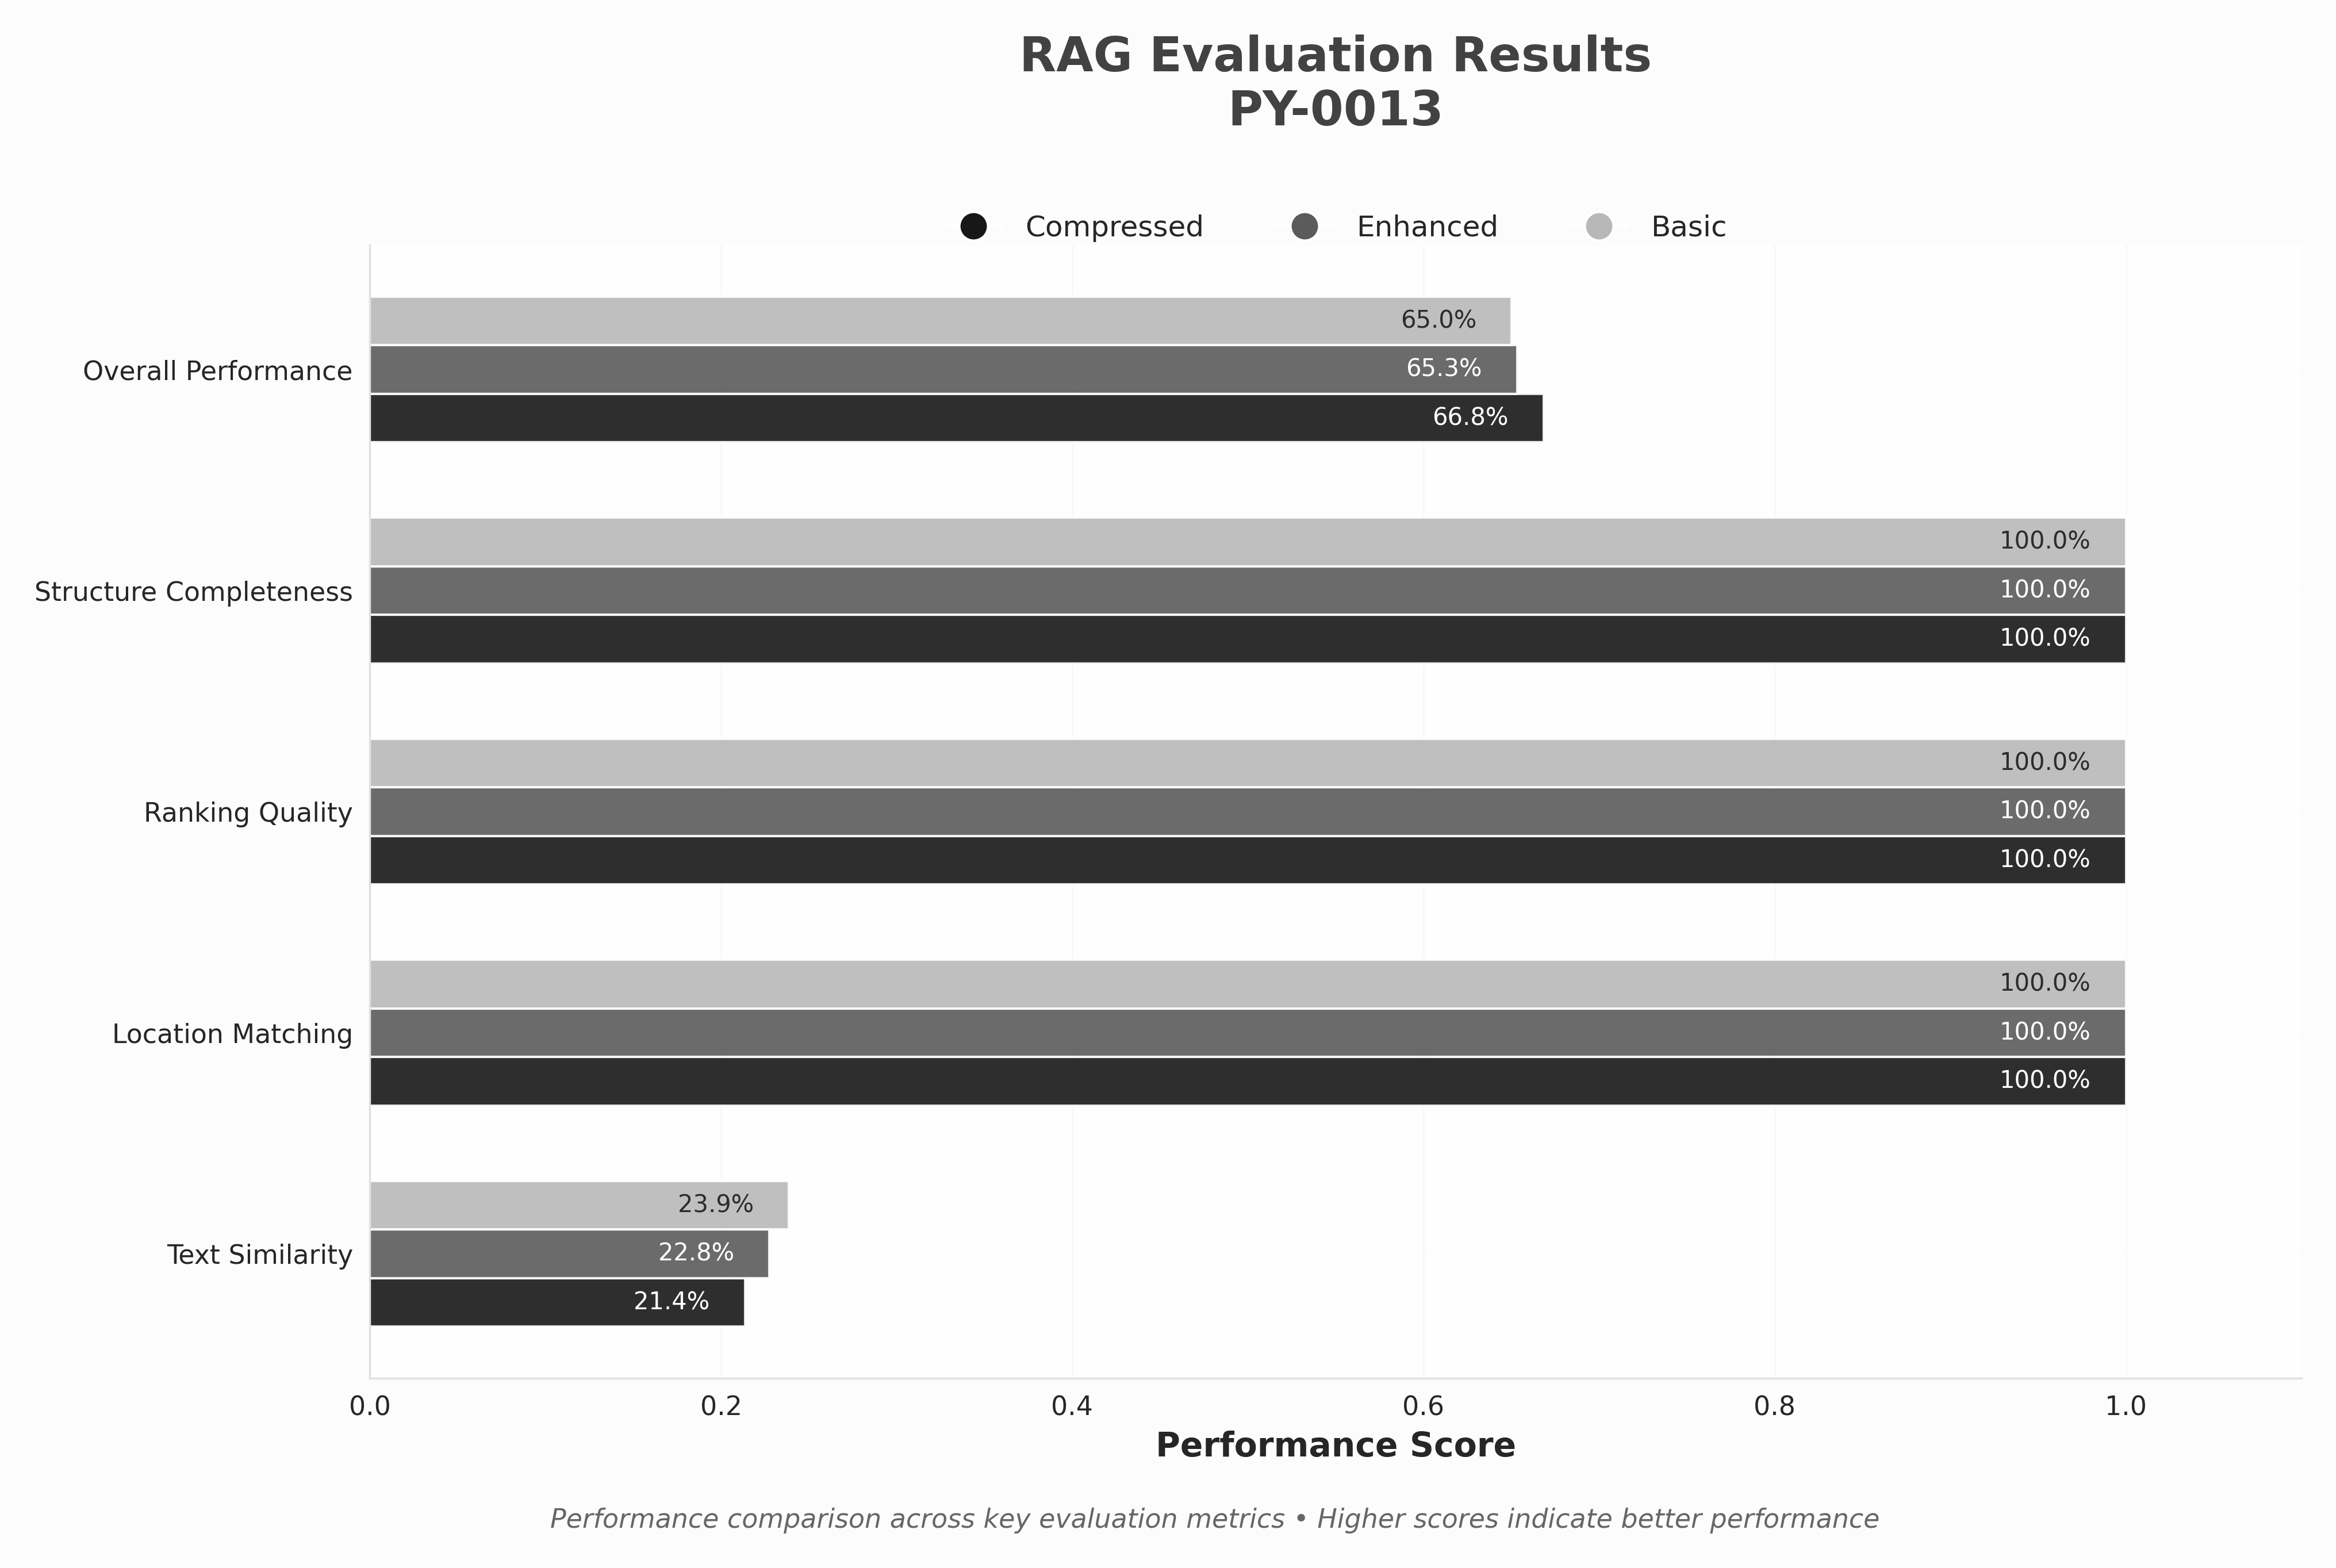 RAG Evaluation Results
PY-0013
Compressed
Enhanced
Basic
Overall Performance
65.0%
65.3%
66.8%
Structure Completeness
100.0%
100.0%
100.0%
Ranking Quality
100.0%
100.0%
100.0%
Location Matching
100.0%
100.0%
100.0%
Text Similarity
23.9%
22.8%
21.4%
0.0 0.2 0.4 0.6 0.8 1.0
Performance Score
Performance comparison across key evaluation metrics • Higher scores indicate better performance